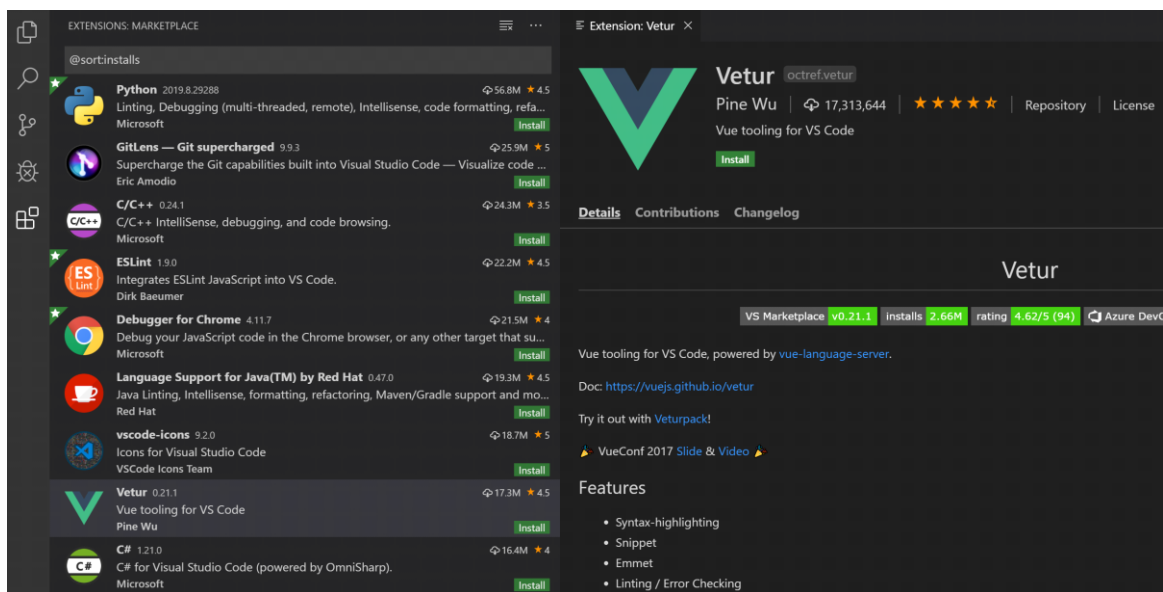 EXTENSIONS: MARKETPLACE
@sort:installs
Python 2019.8.29288 56.8M ★ 4.5
Linting, Debugging (multi-threaded, remote), Intellisense, code formatting, refa...
Microsoft Install
GitLens — Git supercharged 9.9.3 25.9M ★ 5
Supercharge the Git capabilities built into Visual Studio Code — Visualize code ...
Eric Amodio Install
C/C++
C/C++ 0.24.1 24.3M ★ 3.5
C/C++ IntelliSense, debugging, and code browsing.
Microsoft Install
ES
Lint
ESLint 1.9.0 22.2M ★ 4.5
Integrates ESLint JavaScript into VS Code.
Dirk Baeumer Install
Debugger for Chrome 4.11.7 21.5M ★ 4
Debug your JavaScript code in the Chrome browser, or any other target that su...
Microsoft Install
Language Support for Java(TM) by Red Hat 0.47.0 19.3M ★ 4.5
Java Linting, Intellisense, formatting, refactoring, Maven/Gradle support and mo...
Red Hat Install
vscode-icons 9.2.0 18.7M ★ 5
Icons for Visual Studio Code
VSCode Icons Team Install
Vetur 0.21.1 17.3M ★ 4.5
Vue tooling for VS Code
Pine Wu Install
C#
C# 1.21.0 16.4M ★ 4
C# for Visual Studio Code (powered by OmniSharp).
Microsoft Install
Extension: Vetur ×
Vetur octref.vetur
Pine Wu | 17,313,644 | Repository | License
Vue tooling for VS Code
Install
Details Contributions Changelog
Vetur
VS Marketplace v0.21.1 installs 2.66M rating 4.62/5 (94) Azure DevO
Vue tooling for VS Code, powered by vue-language-server.
Doc: https://vuejs.github.io/vetur
Try it out with Veturpack!
🎉 VueConf 2017 Slide & Video 🎉
Features
• Syntax-highlighting
• Snippet
• Emmet
• Linting / Error Checking